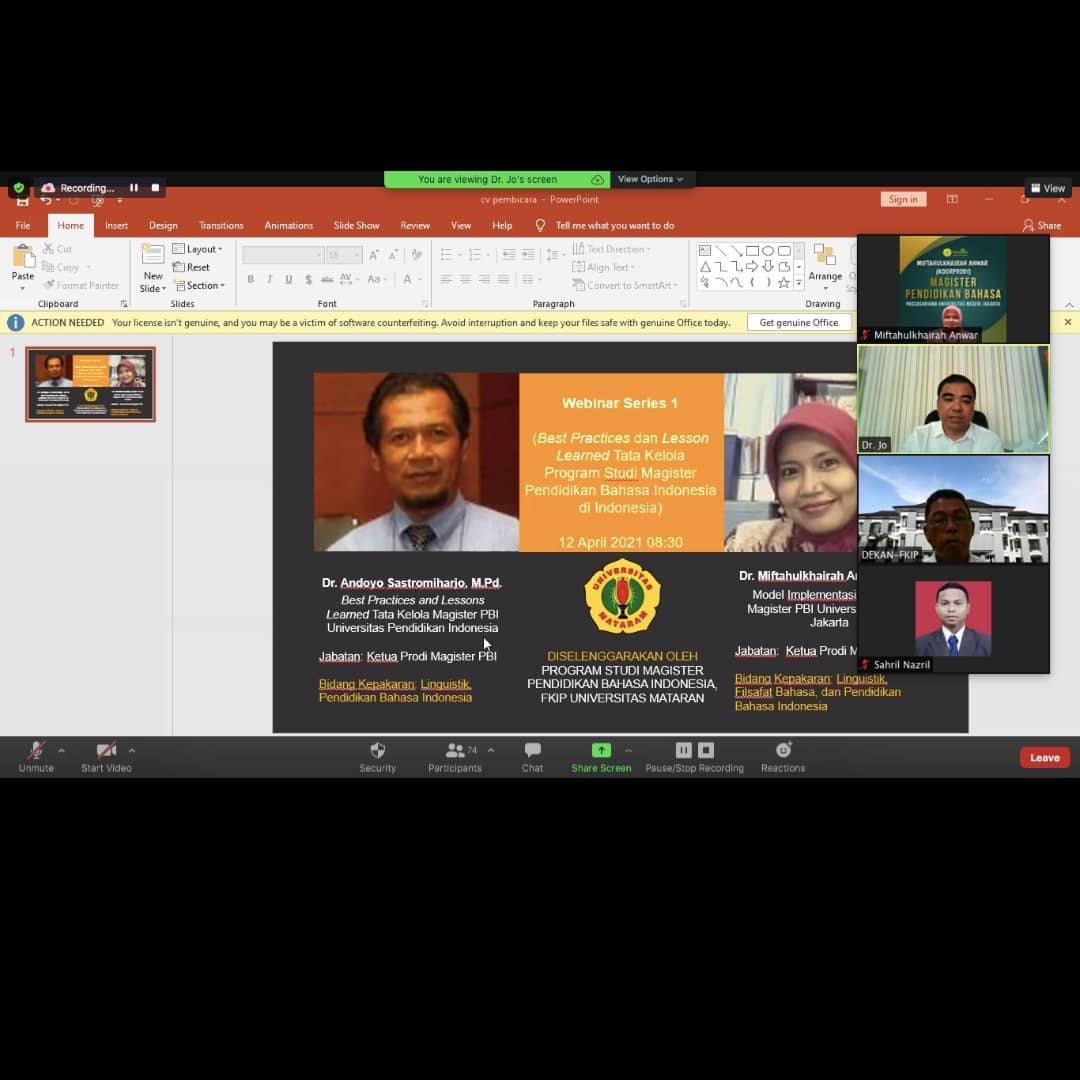 Recording...
You are viewing Dr. Jo's screen
View Options
View
cv pembicara - PowerPoint
Sign in
File Home Insert Design Transitions Animations Slide Show Review View Help Tell me what you want to do
Share
Paste
Cut
Copy
Format Painter
Clipboard
New
Slide
Layout
Reset
Section
Slides
16
B I U S abc AV Aa A
Font
Text Direction
Align Text
Convert to SmartArt
Paragraph
Arrange
Drawing
ACTION NEEDED Your license isn't genuine, and you may be a victim of software counterfeiting. Avoid interruption and keep your files safe with genuine Office today.
Get genuine Office
1
Webinar Series 1
(Best Practices dan Lesson
Learned Tata Kelola
Program Studi Magister
Pendidikan Bahasa Indonesia
di Indonesia)
12 April 2021 08:30
Dr. Andoyo Sastromiharjo, M.Pd.
Best Practices and Lessons
Learned Tata Kelola Magister PBI
Universitas Pendidikan Indonesia
Jabatan: Ketua Prodi Magister PBI
Bidang Kepakaran: Linguistik,
Pendidikan Bahasa Indonesia
UNIVERSITAS
MATARAM
DISELENGGARAKAN OLEH
PROGRAM STUDI MAGISTER
PENDIDIKAN BAHASA INDONESIA,
FKIP UNIVERSITAS MATARAN
Dr. Miftahulkhairah A
Model Implementasi
Magister PBI Univers
Jakarta
Jabatan: Ketua Prodi M
Bidang Kepakaran: Linguistik,
Filsafat Bahasa, dan Pendidikan
Bahasa Indonesia
MIFTAHULKHAIRAH ANWAR
(KOORPRODI)
MAGISTER
PENDIDIKAN BAHASA
PASCASARJANA UNIVERSITAS NEGERI JAKARTA
Miftahulkhairah Anwar
Dr. Jo
DEKAN-FKIP
Sahril Nazril
Unmute
Start Video
Security
74
Participants
Chat
Share Screen
Pause/Stop Recording
Reactions
Leave